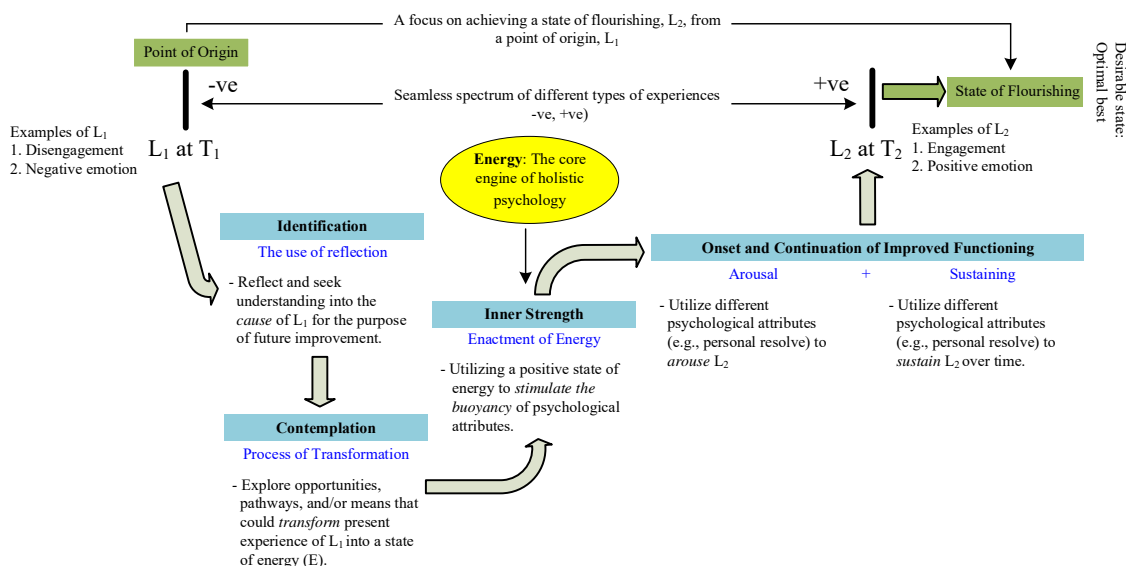 A focus on achieving a state of flourishing, L2, from
a point of origin, L1
Point of Origin
Desirable state:
Optimal best
-ve
+ve
State of Flourishing
Seamless spectrum of different types of experiences
-ve, +ve)
Examples of L1
1. Disengagement
2. Negative emotion
L1 at T1
L2 at T2
Examples of L2
1. Engagement
2. Positive emotion
Energy: The core
engine of holistic
psychology
Identification
The use of reflection
- Reflect and seek
understanding into the
cause of L1 for the purpose
of future improvement.
Contemplation
Process of Transformation
- Explore opportunities,
pathways, and/or means that
could transform present
experience of L1 into a state
of energy (E).
Inner Strength
Enactment of Energy
- Utilizing a positive state of
energy to stimulate the
buoyancy of psychological
attributes.
Onset and Continuation of Improved Functioning
Arousal + Sustaining
- Utilize different
psychological attributes
(e.g., personal resolve) to
arouse L2
- Utilize different
psychological attributes
(e.g., personal resolve) to
sustain L2 over time.